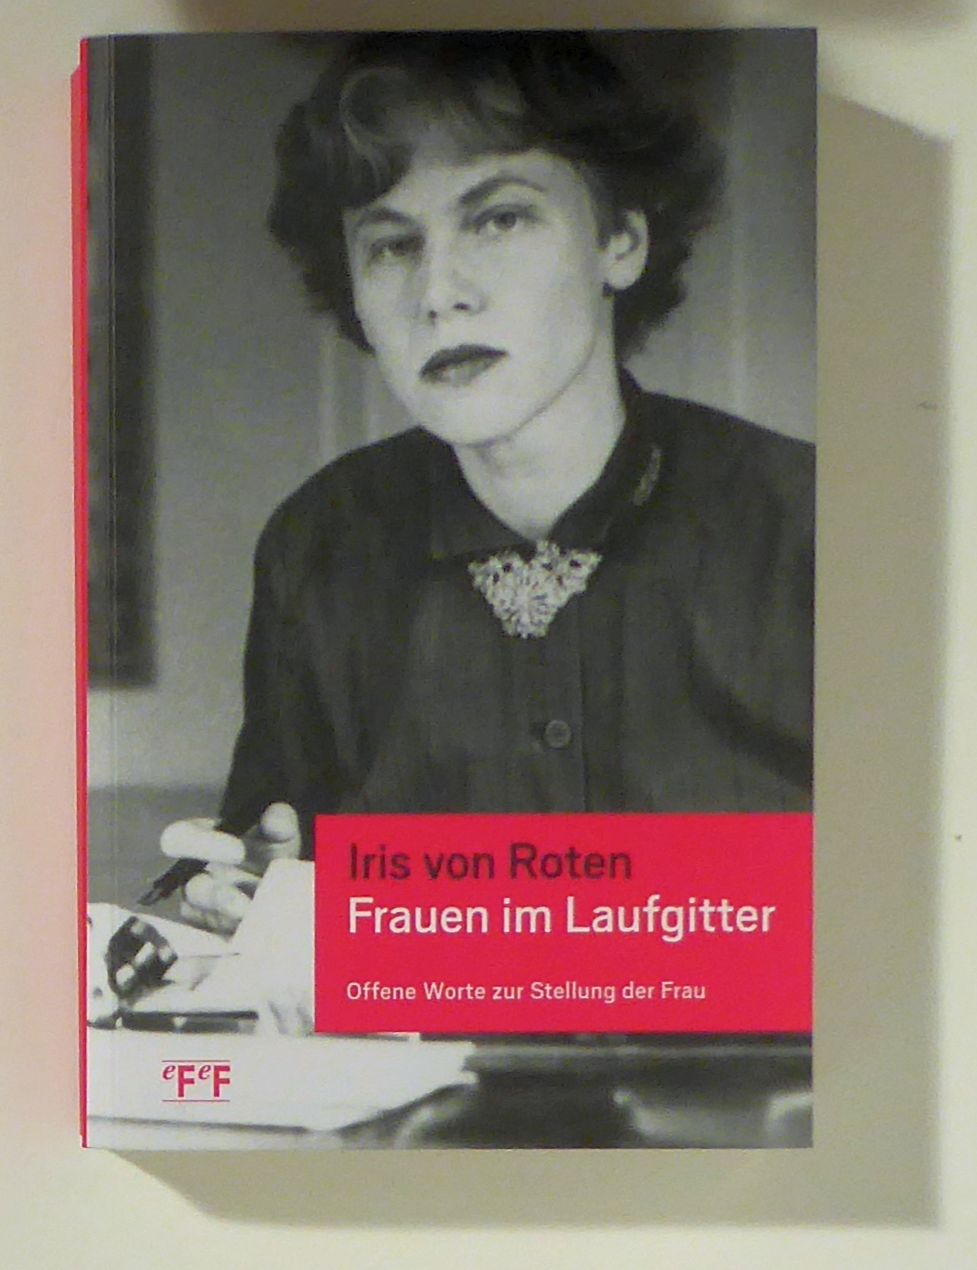 Iris von Roten
Frauen im Laufgitter
Offene Worte zur Stellung der Frau
eFeF